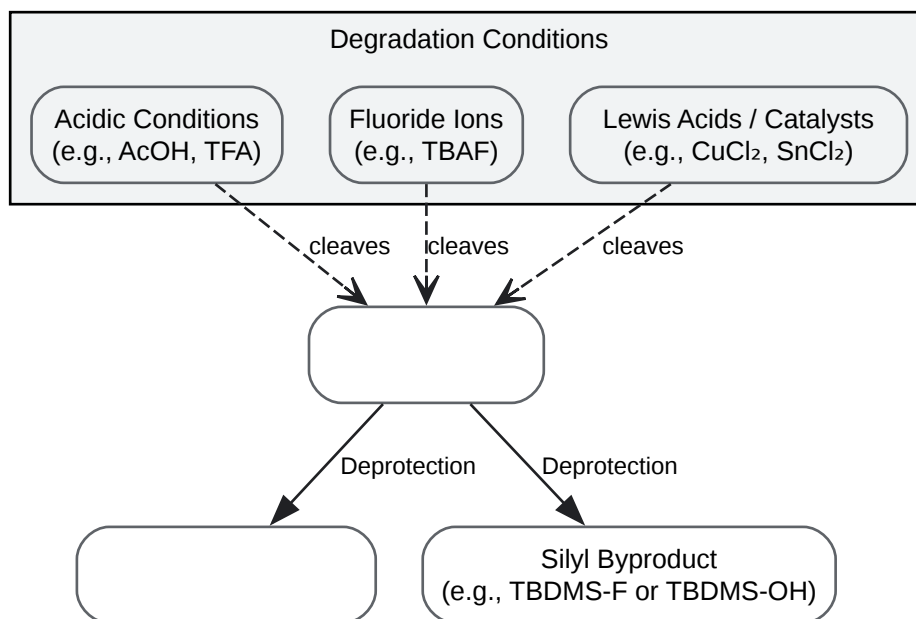 Degradation Conditions
Acidic Conditions
(e.g., AcOH, TFA)
Fluoride Ions
(e.g., TBAF)
Lewis Acids / Catalysts
(e.g., CuCl₂, SnCl₂)
cleaves
cleaves
cleaves
Deprotection
Deprotection
Silyl Byproduct
(e.g., TBDMS-F or TBDMS-OH)